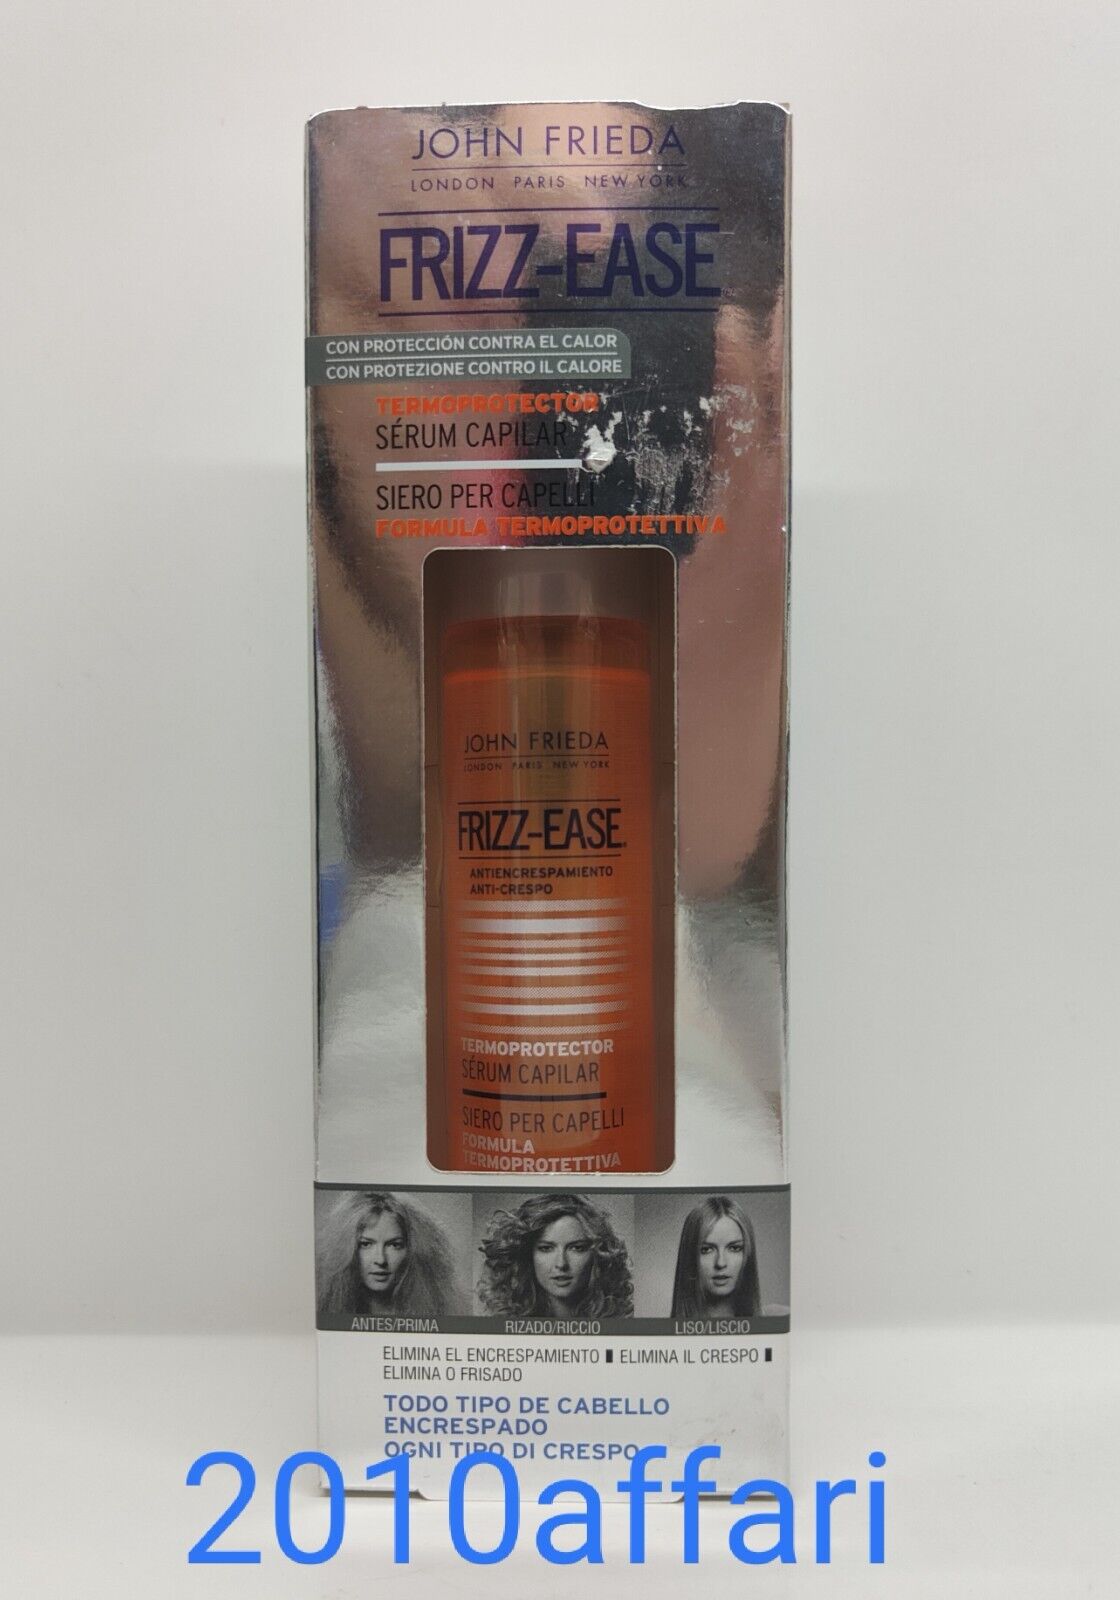 JOHN FRIEDA
LONDON PARIS NEW YORK
FRIZZ-EASE
CON PROTECCIÓN CONTRA EL CALOR
CON PROTEZIONE CONTRO IL CALORE
TERMOPROTECTOR
SÉRUM CAPILAR
SIERO PER CAPELLI
FORMULA TERMOPROTETTIVA
JOHN FRIEDA
LONDON PARIS NEW YORK
FRIZZ-EASE
ANTIENCRESPAMIENTO
ANTI-CRESPO
TERMOPROTECTOR
SÉRUM CAPILAR
SIERO PER CAPELLI
FORMULA
TERMOPROTETTIVA
ANTES/PRIMA RIZADO/RICCIO LISO/LISCIO
ELIMINA EL ENCRESPAMIENTO ▮ ELIMINA IL CRESPO ▮
ELIMINA O FRISADO
TODO TIPO DE CABELLO
ENCRESPADO
OGNI TIPO DI CRESPO
2010affari